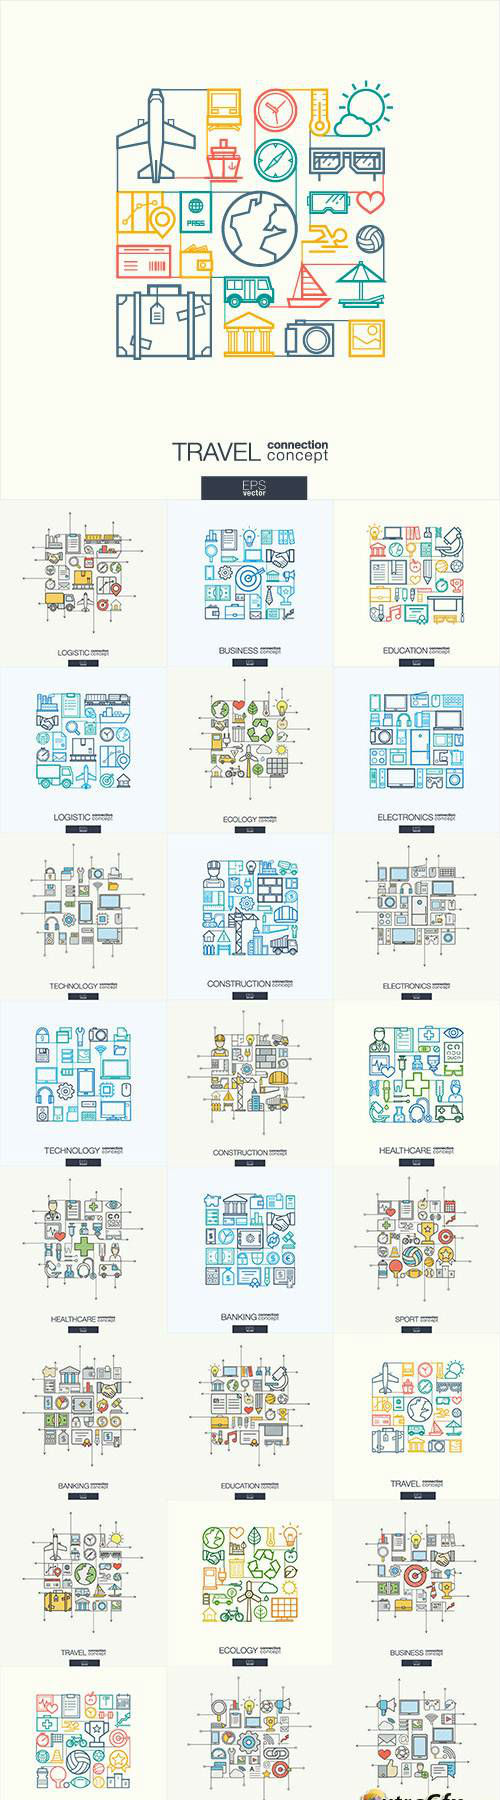 PASS
TRAVEL connection concept
EPS
vector
LOGISTIC connection concept
BUSINESS connection concept
EDUCATION connection concept
LOGISTIC connection concept
ECOLOGY connection concept
ELECTRONICS connection concept
TECHNOLOGY connection concept
CONSTRUCTION connection concept
ELECTRONICS connection concept
TECHNOLOGY connection concept
CONSTRUCTION connection concept
HEALTHCARE connection concept
HEALTHCARE connection concept
BANKING connection concept
SPORT connection concept
BANKING connection concept
EDUCATION connection concept
TRAVEL connection concept
TRAVEL connection concept
ECOLOGY connection concept
BUSINESS connection concept